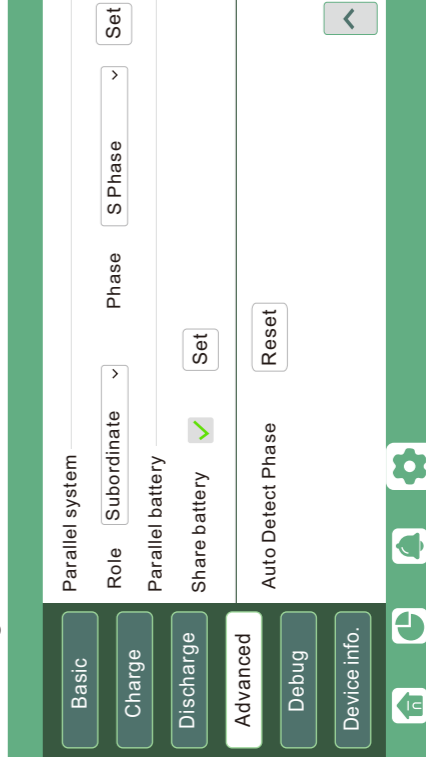 Basic
Charge
Discharge
Advanced
Debug
Device info.
Parallel system
Role Subordinate Phase S Phase Set
Parallel battery
Share battery Set
Auto Detect Phase Reset